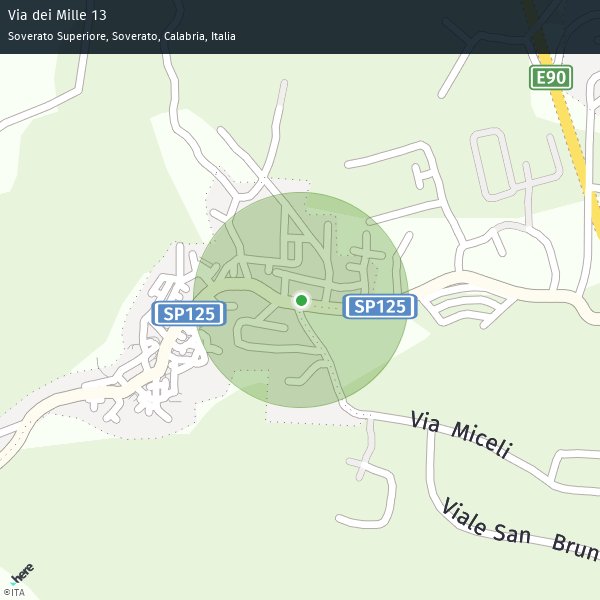 Via dei Mille 13
Soverato Superiore, Soverato, Calabria, Italia
E90
SP125
SP125
Via Miceli
Viale San Brun
here
©ITA